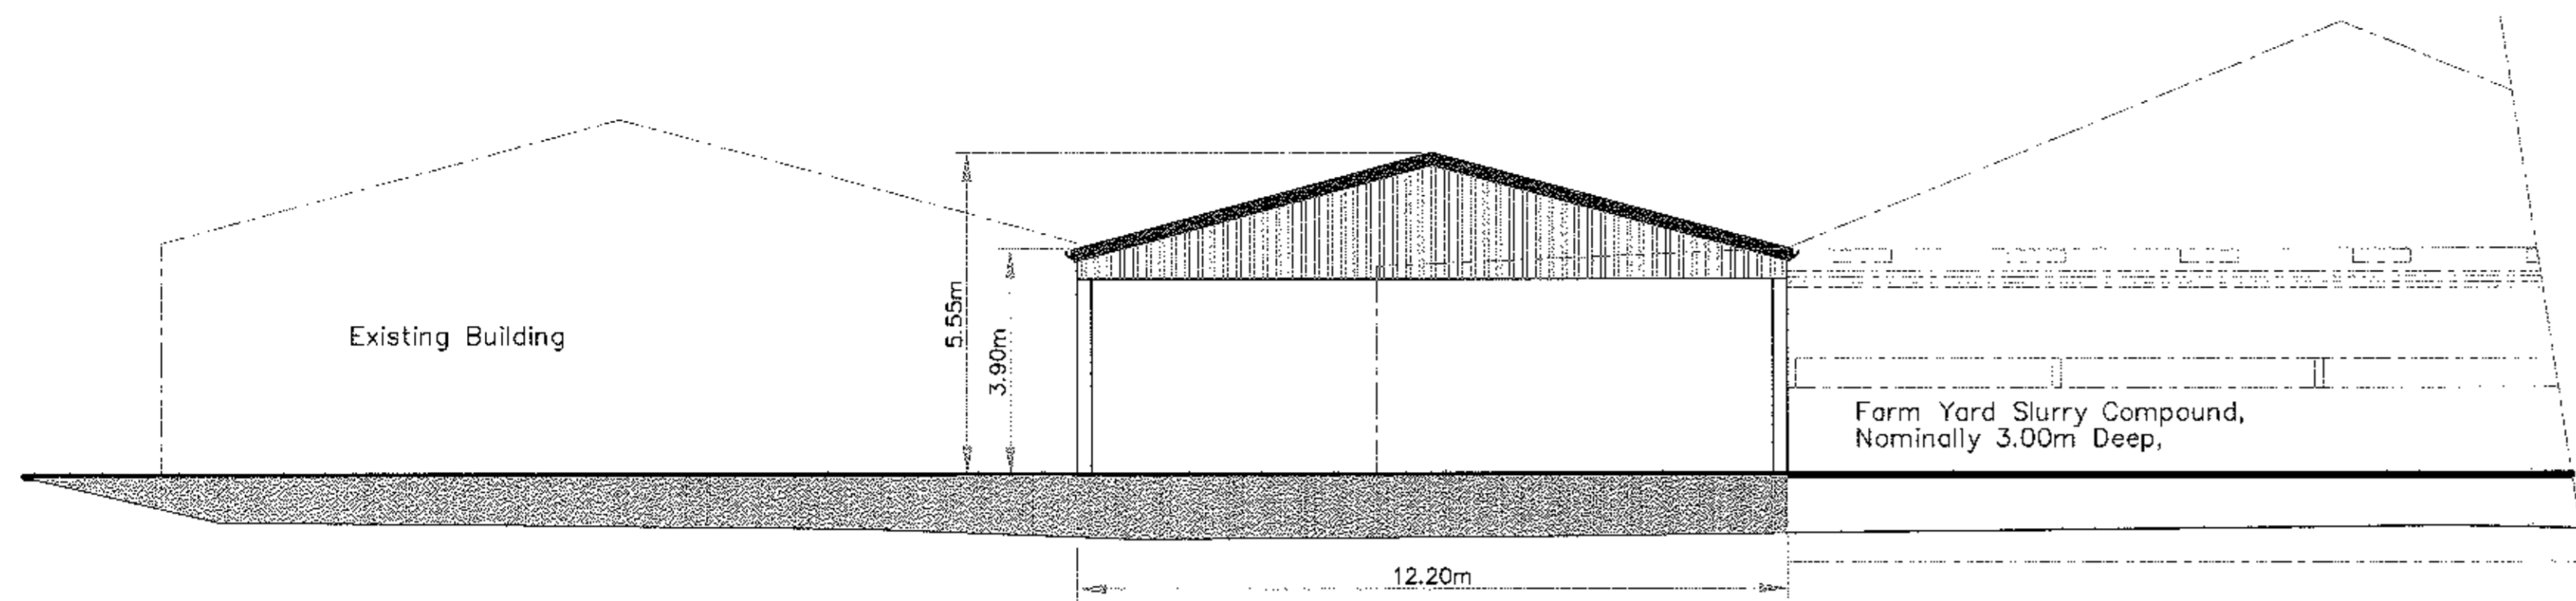 Existing Building
5.55m
3.90m
Farm Yard Slurry Compound,
Nominally 3.00m Deep,
12.20m